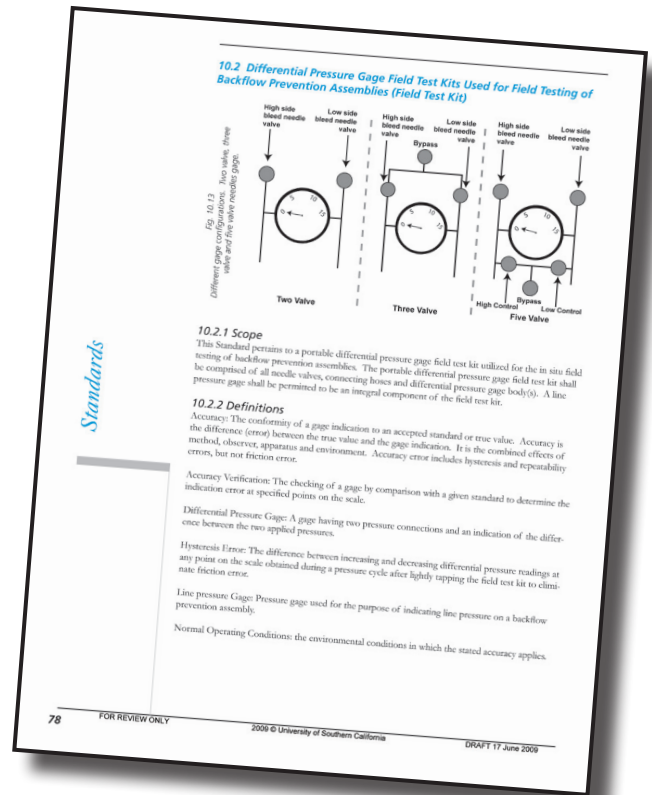 10.2 Differential Pressure Gage Field Test Kits Used for Field Testing of
Backflow Prevention Assemblies (Field Test Kit)
Fig. 10.13
Different gage configurations. Two valve, three
valve and five valve needles gage.
High side
bleed needle
valve
Low side
bleed needle
valve
0 5 10 15
Two Valve
High side
bleed needle
valve
Bypass
Low side
bleed needle
valve
0 5 10 15
Three Valve
High side
bleed needle
valve
Low side
bleed needle
valve
0 5 10 15
High Control
Bypass
Low Control
Five Valve
Standards
10.2.1 Scope
This Standard pertains to a portable differential pressure gage field test kit utilized for the in situ field
testing of backflow prevention assemblies. The portable differential pressure gage field test kit shall
be comprised of all needle valves, connecting hoses and differential pressure gage body(s). A line
pressure gage shall be permitted to be an integral component of the field test kit.
10.2.2 Definitions
Accuracy: The conformity of a gage indication to an accepted standard or true value. Accuracy is
the difference (error) between the true value and the gage indication. It is the combined effects of
method, observer, apparatus and environment. Accuracy error includes hysteresis and repeatability
errors, but not friction error.
Accuracy Verification: The checking of a gage by comparison with a given standard to determine the
indication error at specified points on the scale.
Differential Pressure Gage: A gage having two pressure connections and an indication of the differ-
ence between the two applied pressures.
Hysteresis Error: The difference between increasing and decreasing differential pressure readings at
any point on the scale obtained during a pressure cycle after lightly tapping the field test kit to elimi-
nate friction error.
Line pressure Gage: Pressure gage used for the purpose of indicating line pressure on a backflow
prevention assembly.
Normal Operating Conditions: the environmental conditions in which the stated accuracy applies.
78
FOR REVIEW ONLY
2009 © University of Southern California
DRAFT 17 June 2009